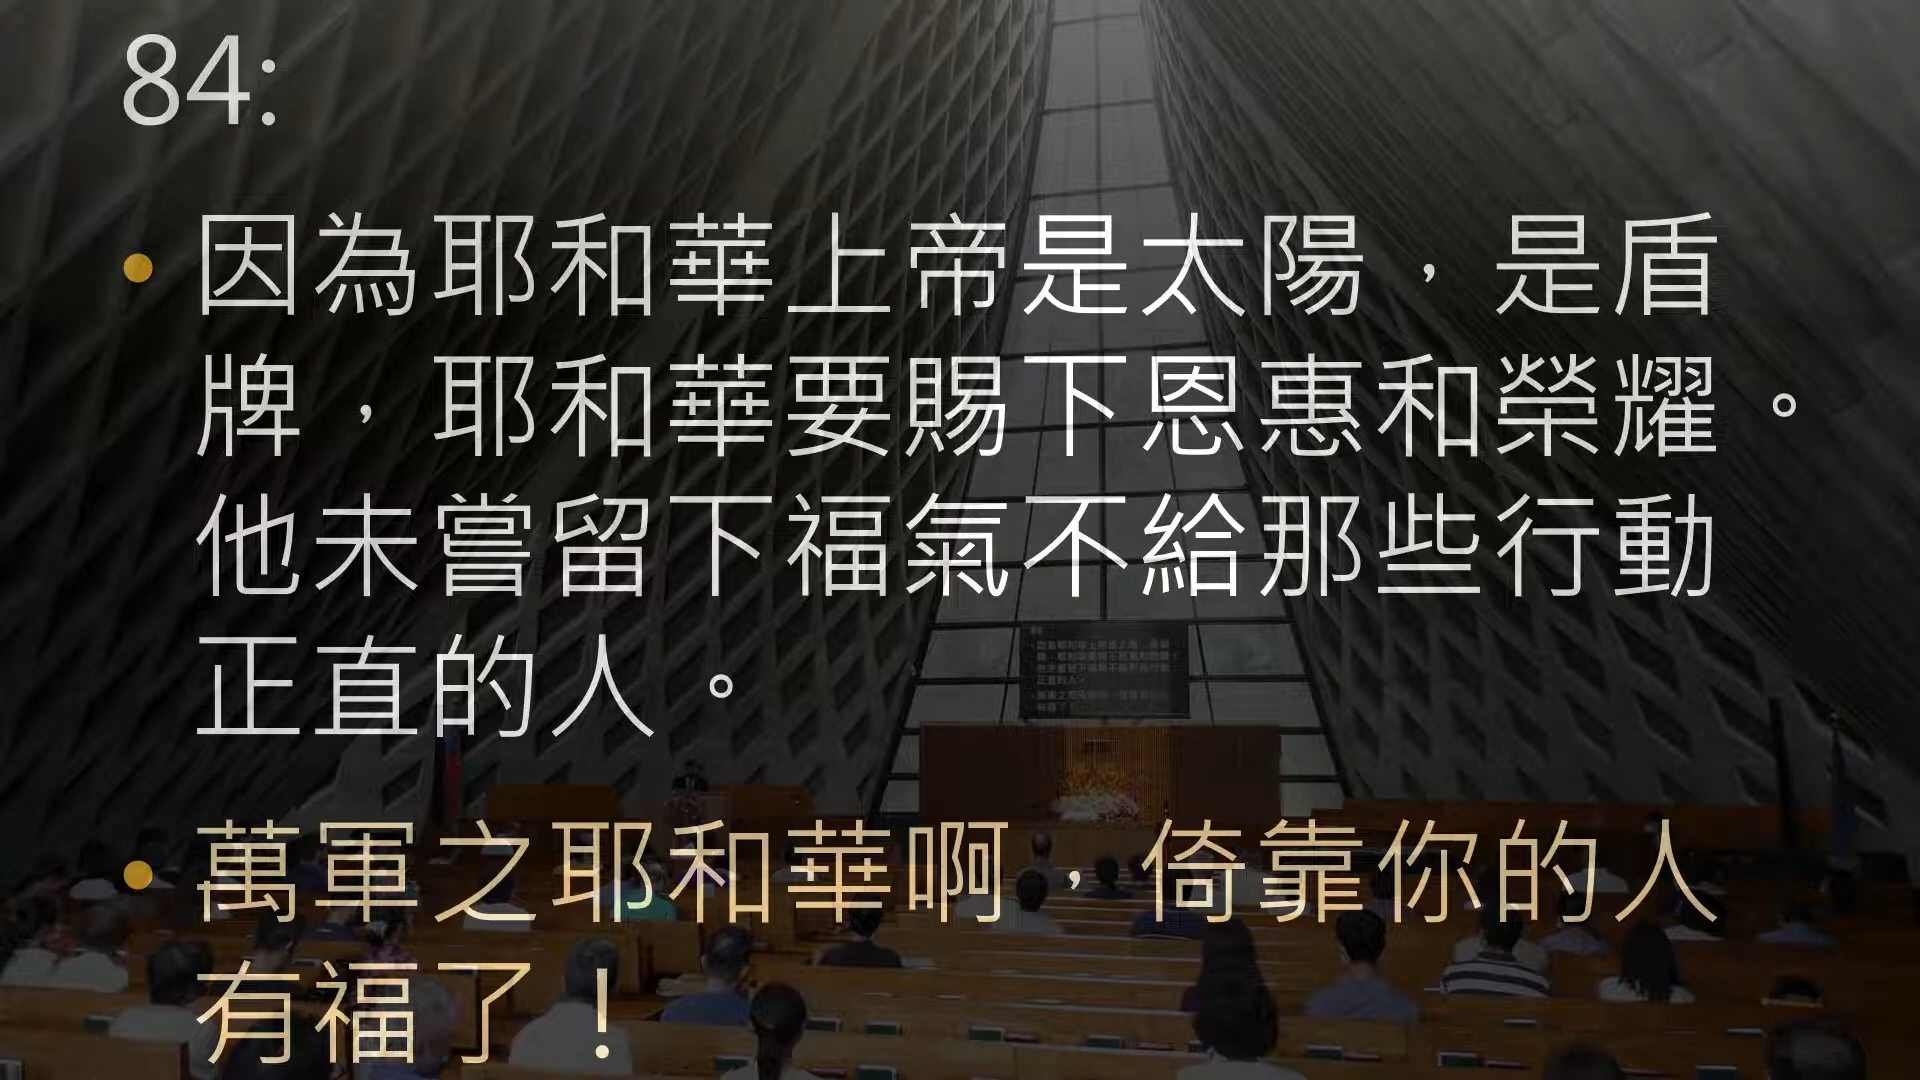 84:
• 因為耶和華上帝是太陽，是盾
牌，耶和華要賜下恩惠和榮耀。
他未嘗留下福氣不給那些行動
正直的人。
• 萬軍之耶和華啊，倚靠你的人
有福了！